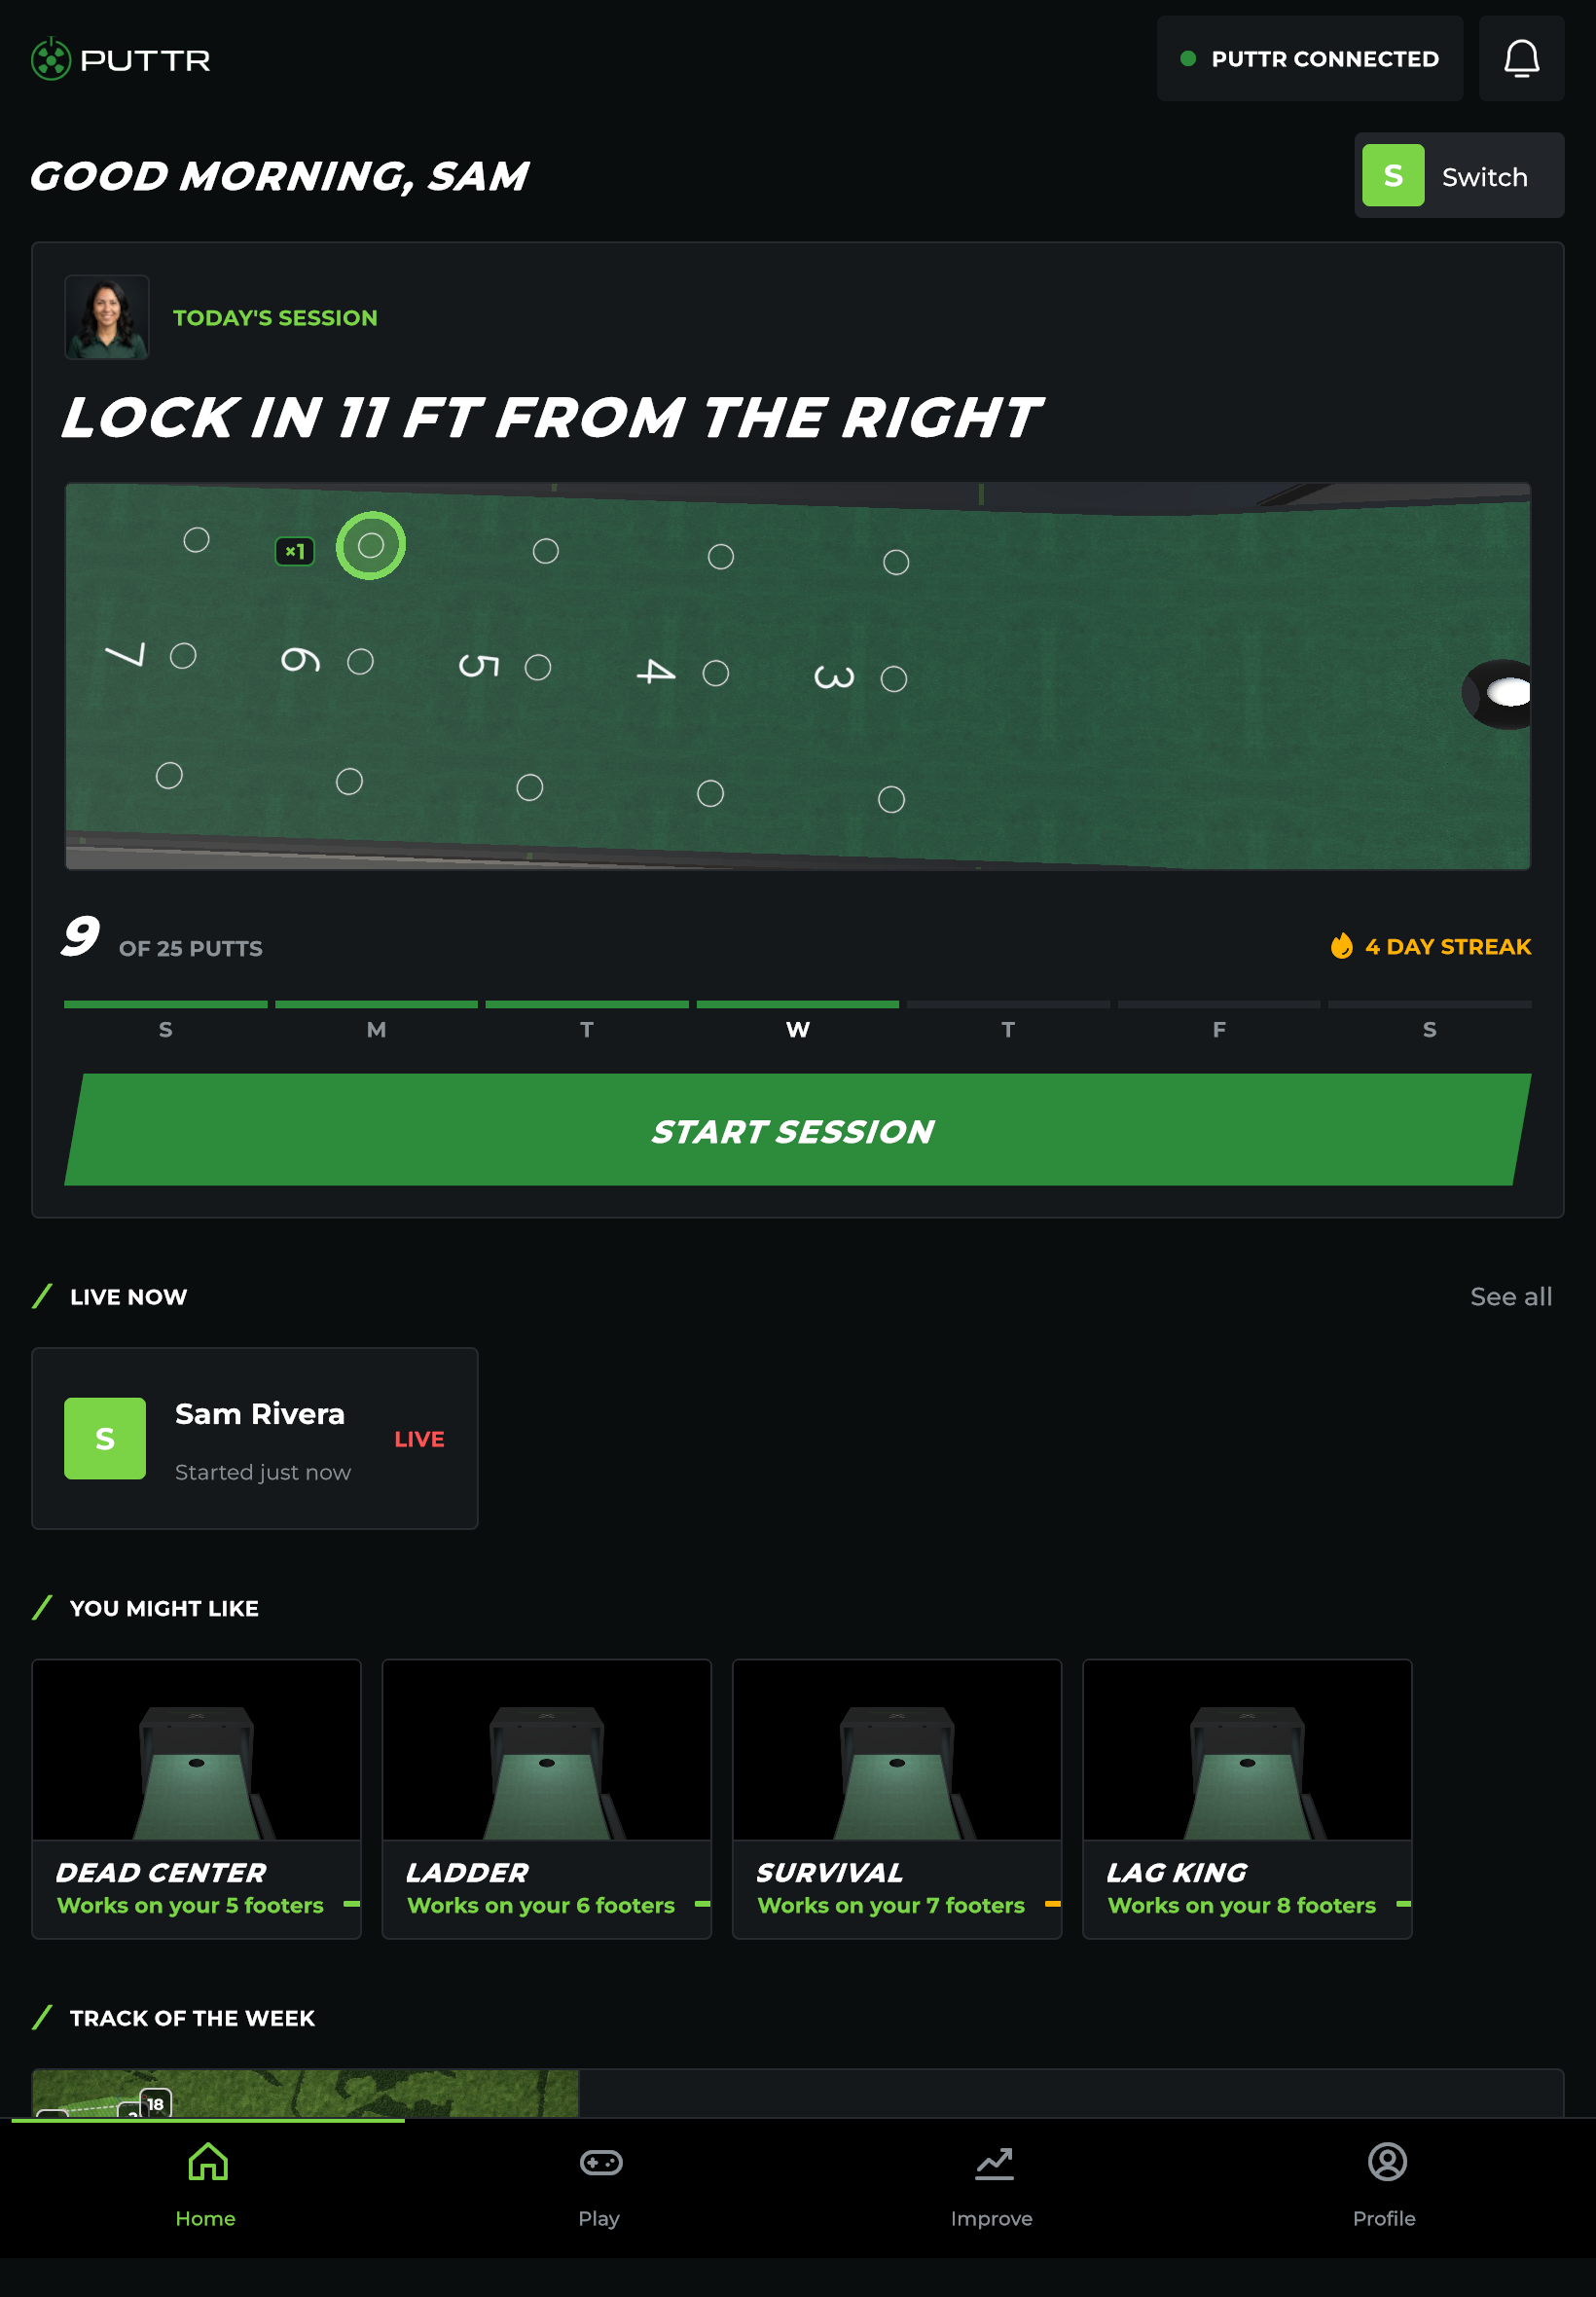 PUTTR
PUTTR CONNECTED
GOOD MORNING, SAM
S Switch
TODAY'S SESSION
LOCK IN 11 FT FROM THE RIGHT
×1
7 6 5 4 3
9 OF 25 PUTTS
4 DAY STREAK
S M T W T F S
START SESSION
LIVE NOW
See all
S
Sam Rivera
Started just now
LIVE
YOU MIGHT LIKE
DEAD CENTER
Works on your 5 footers
LADDER
Works on your 6 footers
SURVIVAL
Works on your 7 footers
LAG KING
Works on your 8 footers
TRACK OF THE WEEK
18
Home
Play
Improve
Profile